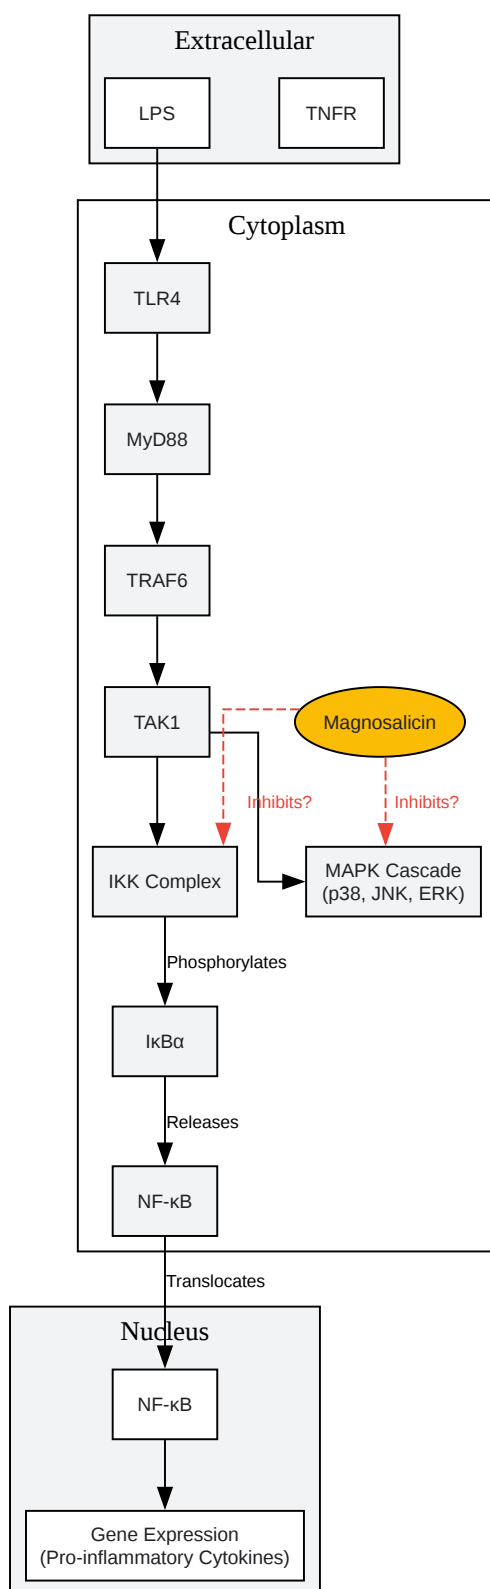 Extracellular
LPS
TNFR
Cytoplasm
TLR4
MyD88
TRAF6
TAK1
Magnosalicin
Inhibits?
Inhibits?
IKK Complex
MAPK Cascade
(p38, JNK, ERK)
Phosphorylates
IκBα
Releases
NF-κB
Translocates
Nucleus
NF-κB
Gene Expression
(Pro-inflammatory Cytokines)